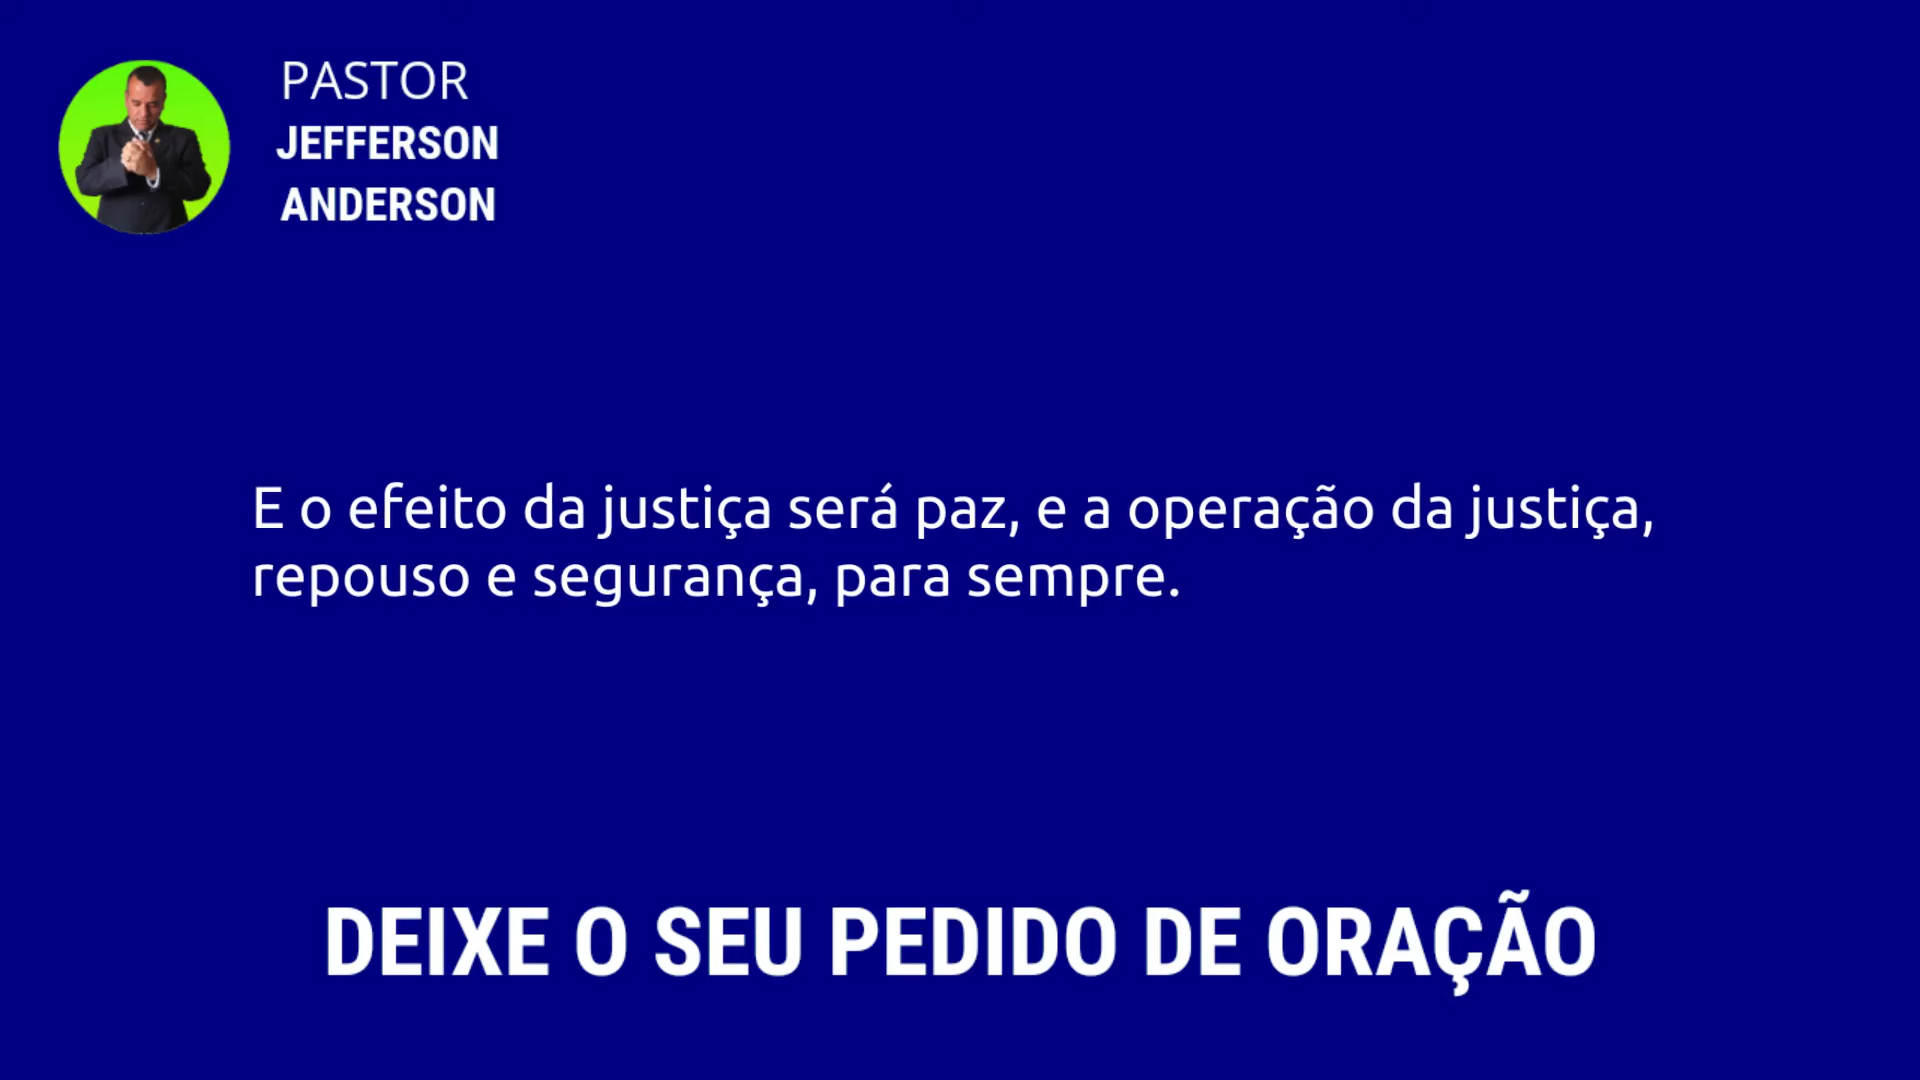 PASTOR
JEFFERSON
ANDERSON
E o efeito da justiça será paz, e a operação da justiça,
repouso e segurança, para sempre.
DEIXE O SEU PEDIDO DE ORAÇÃO